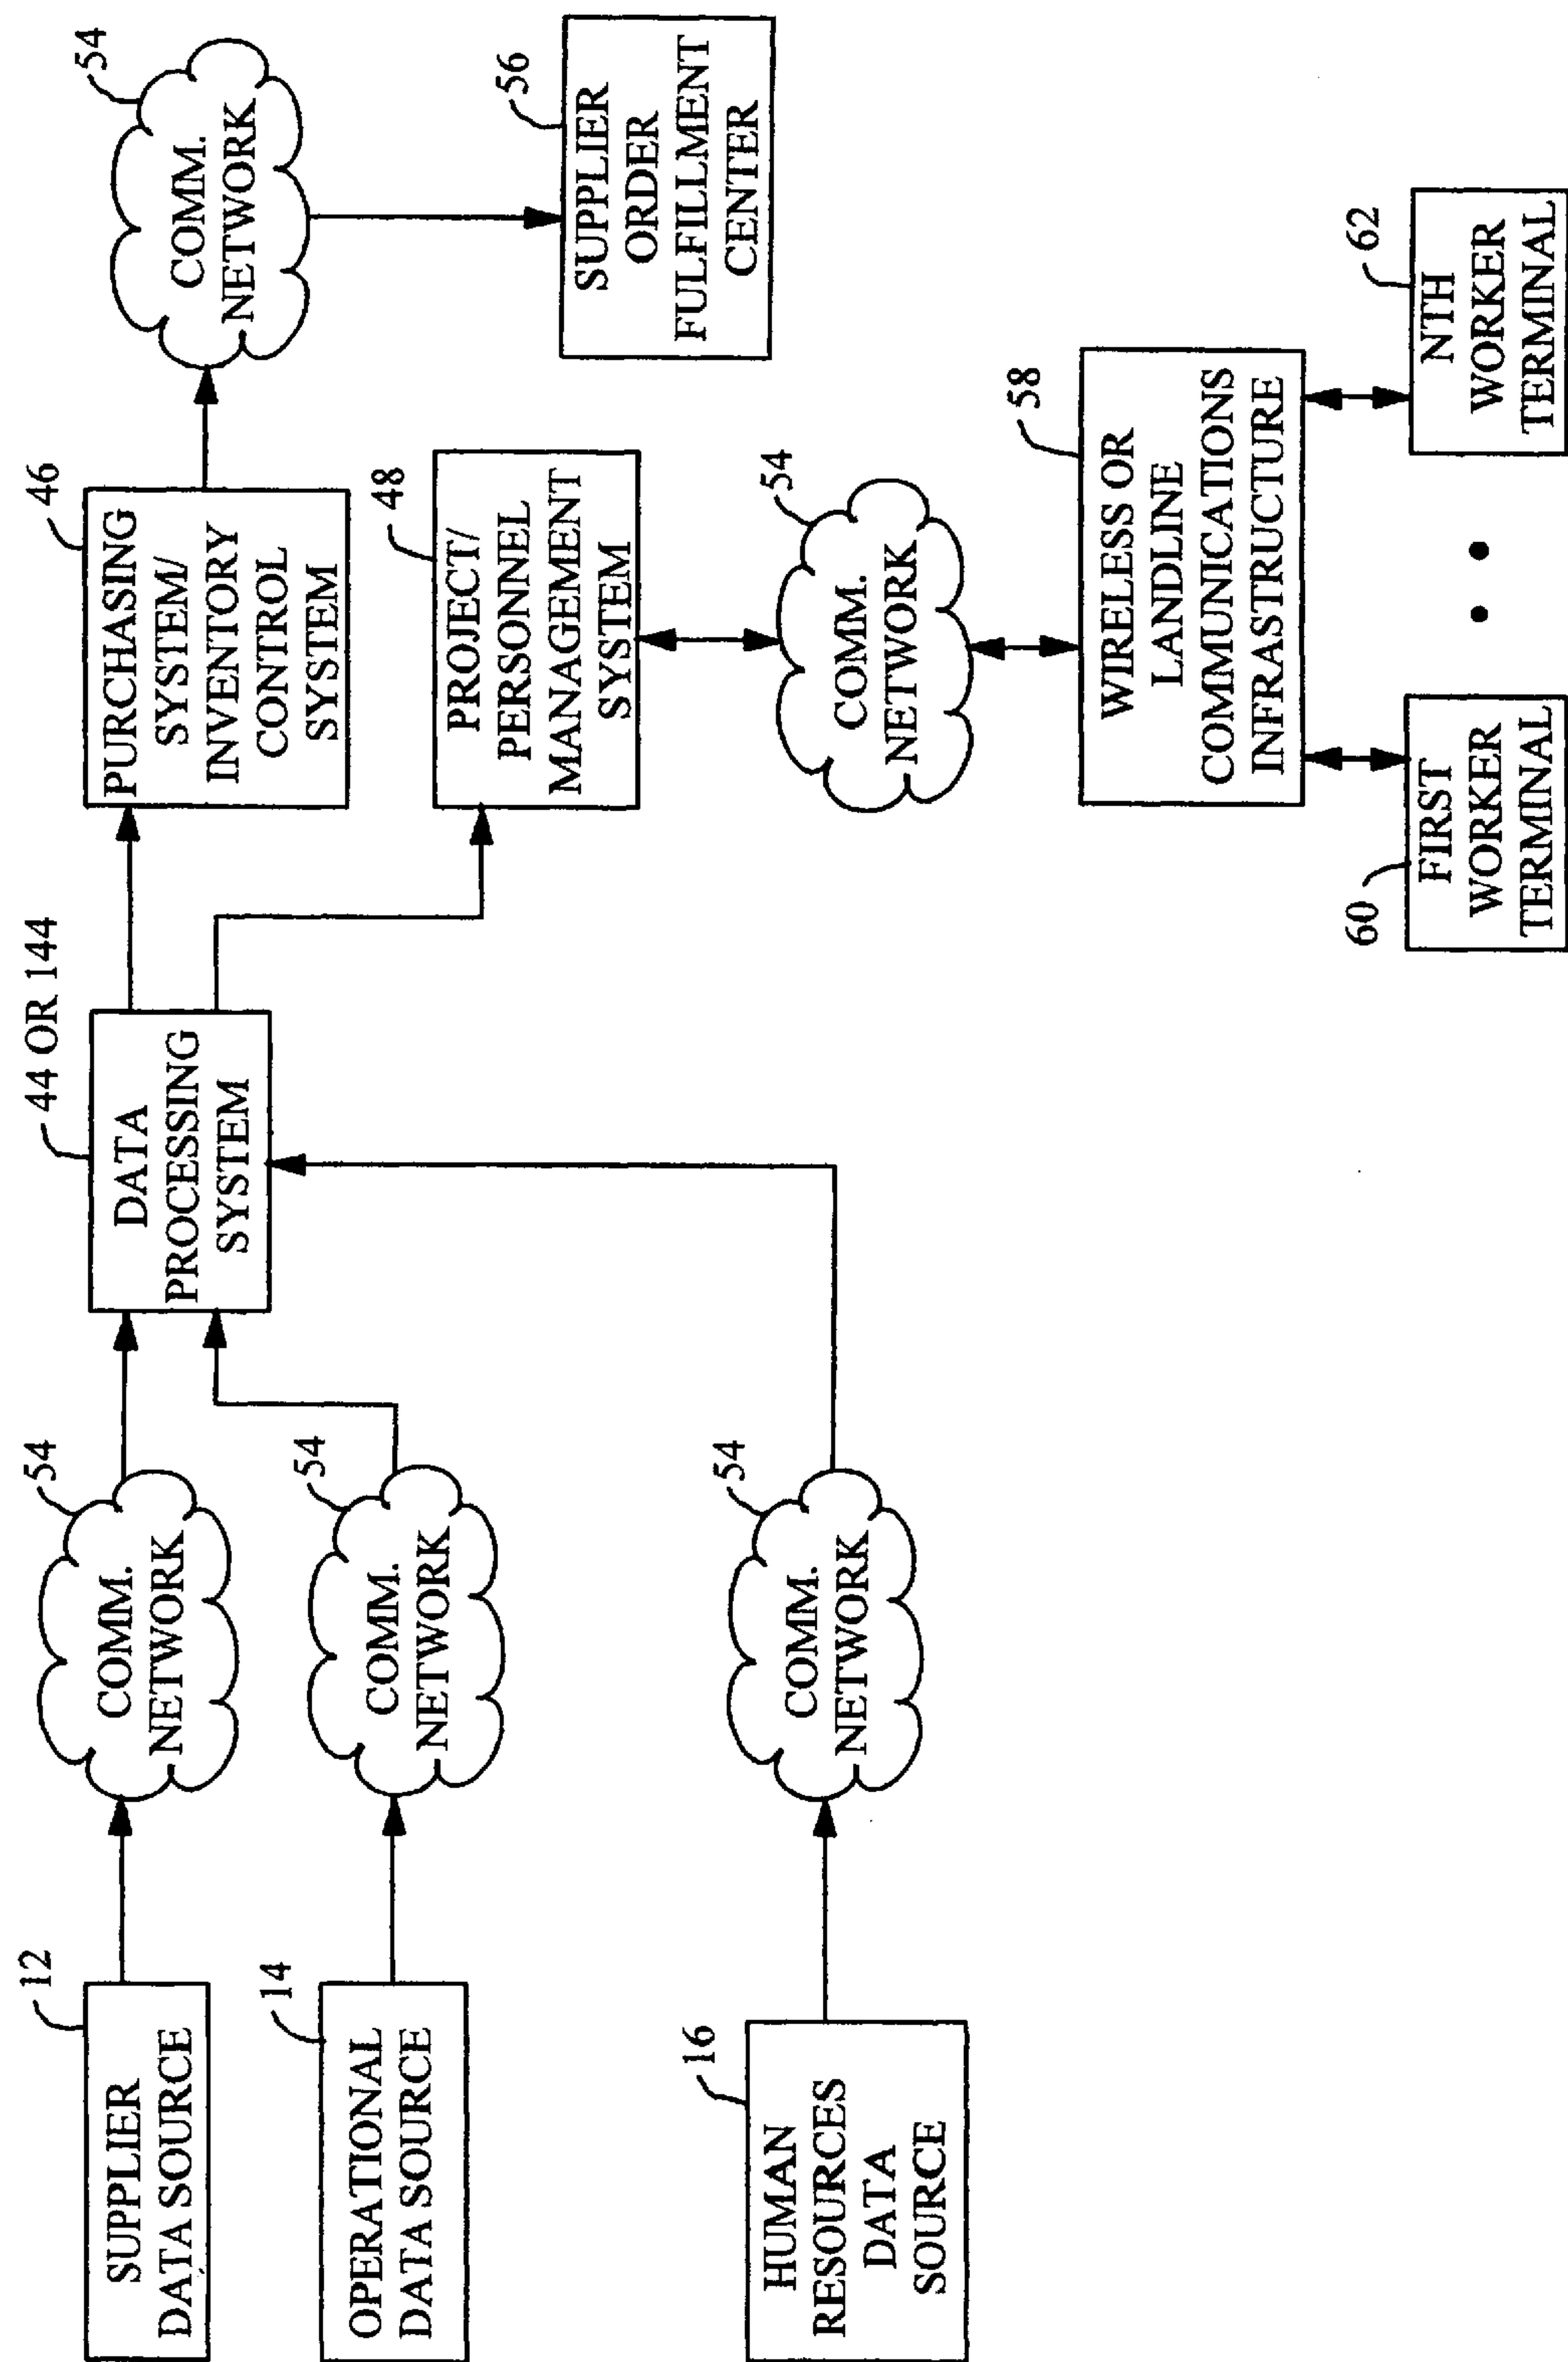 12
SUPPLIER
DATA SOURCE
54
COMM.
NETWORK
14
OPERATIONAL
DATA SOURCE
54
COMM.
NETWORK
16
HUMAN
RESOURCES
DATA
SOURCE
54
COMM.
NETWORK
44 OR 144
DATA
PROCESSING
SYSTEM
46
PURCHASING
SYSTEM/
INVENTORY
CONTROL
SYSTEM
54
COMM.
NETWORK
56
SUPPLIER
ORDER
FULFILLMENT
CENTER
48
PROJECT/
PERSONNEL
MANAGEMENT
SYSTEM
54
COMM.
NETWORK
58
WIRELESS OR
LANDLINE
COMMUNICATIONS
INFRASTRUCTURE
60
FIRST
WORKER
TERMINAL
62
NTH
WORKER
TERMINAL